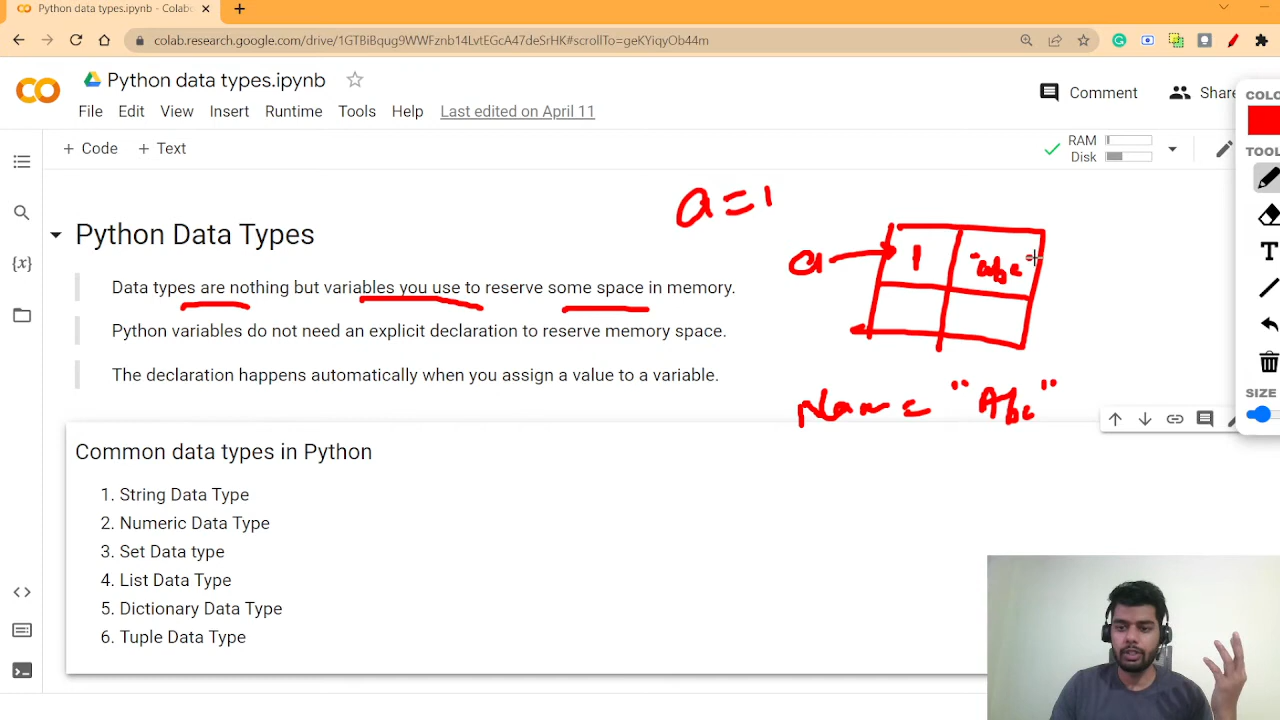 Python data types.ipynb - Colab
colab.research.google.com/drive/1GTBiBqug9WWFznb14LvtEGcA47deSrHK#scrollTo=geKYiqyOb44m
Python data types.ipynb
File Edit View Insert Runtime Tools Help Last edited on April 11
Comment
Share
COLO
+ Code + Text
RAM
Disk
TOOL
a=1
Python Data Types
a
1
"abc"
Data types are nothing but variables you use to reserve some space in memory.
Python variables do not need an explicit declaration to reserve memory space.
The declaration happens automatically when you assign a value to a variable.
SIZE
Name "Abc"
Common data types in Python
1. String Data Type
2. Numeric Data Type
3. Set Data type
4. List Data Type
5. Dictionary Data Type
6. Tuple Data Type